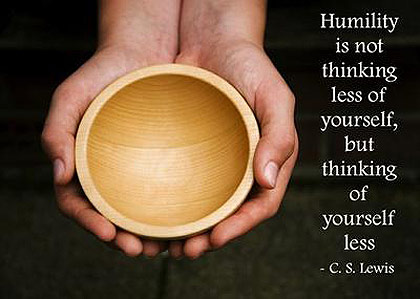 Humility
is not
thinking
less of
yourself,
but
thinking
of
yourself
less
- C. S. Lewis